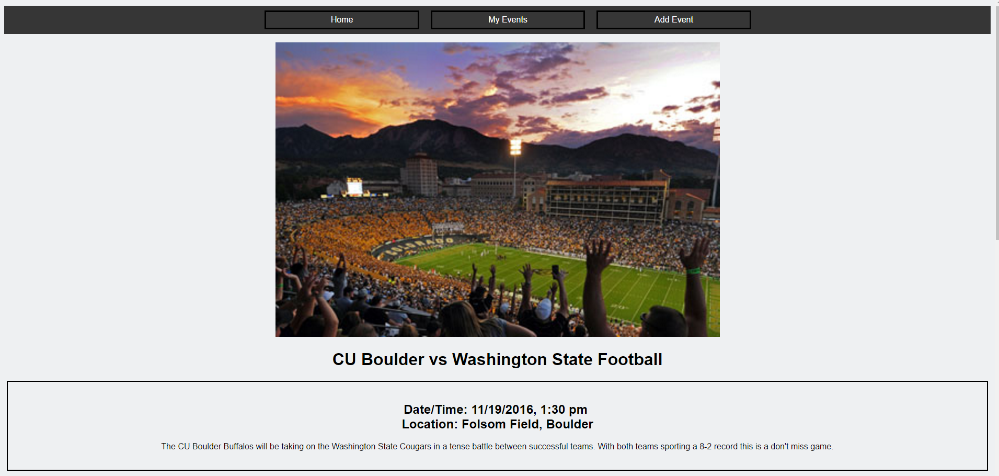 Home
My Events
Add Event
COLORADO
CU Boulder vs Washington State Football
Date/Time: 11/19/2016, 1:30 pm
Location: Folsom Field, Boulder
The CU Boulder Buffalos will be taking on the Washington State Cougars in a tense battle between successful teams. With both teams sporting a 8-2 record this is a don't miss game.